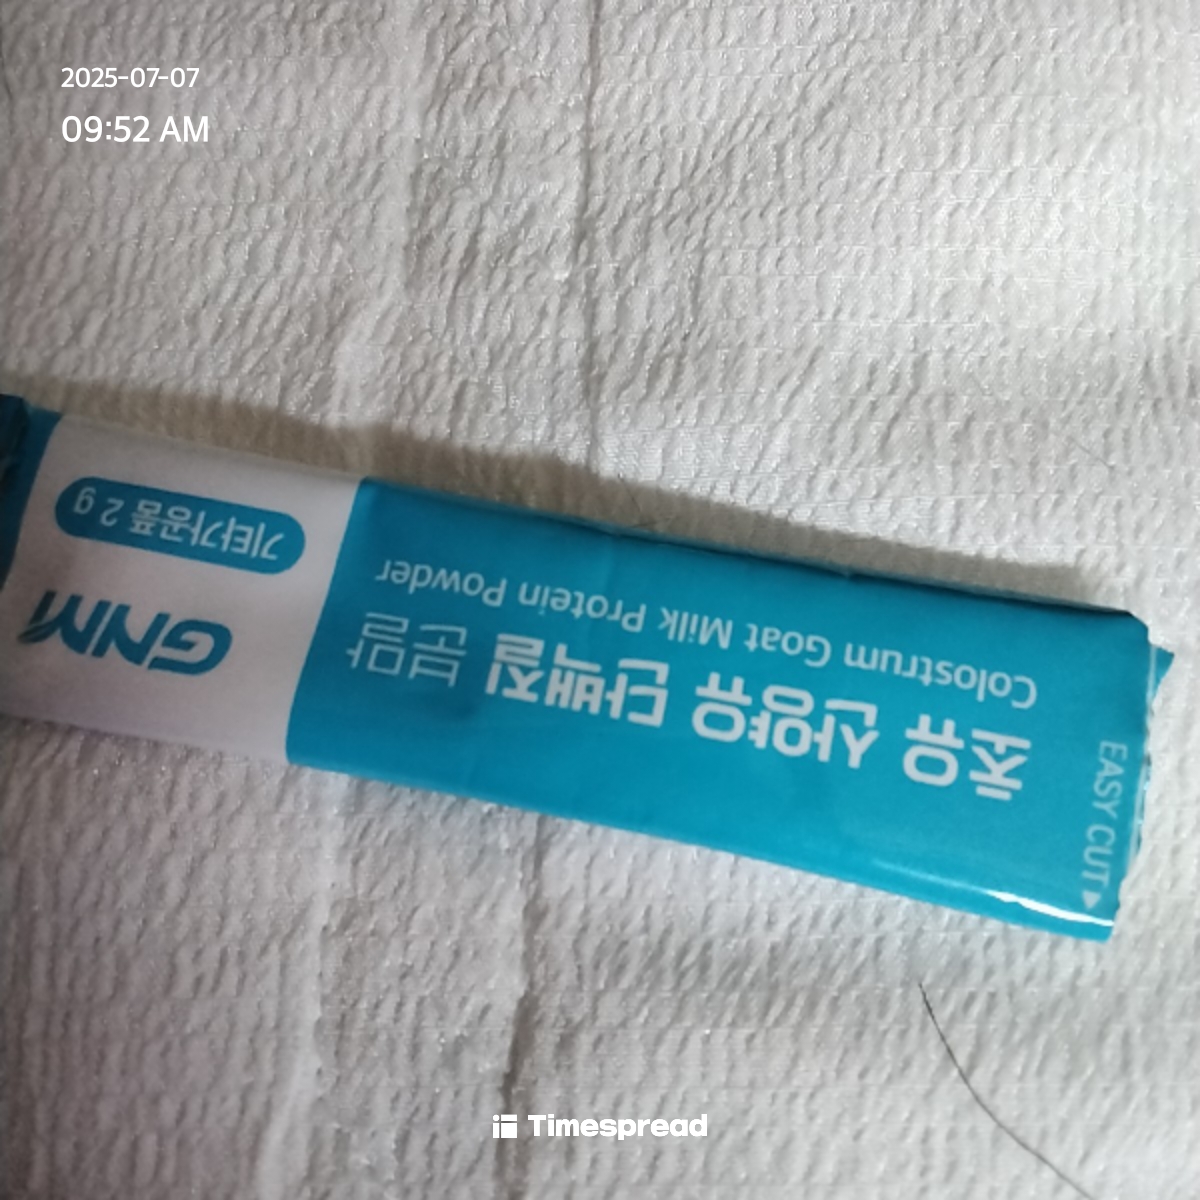 2025-07-07
09:52 AM
EASY CUT
초유 산양유 단백질 분말
Colostrum Goat Milk Protein Powder
GNM
기타가공품 2 g
Timespread